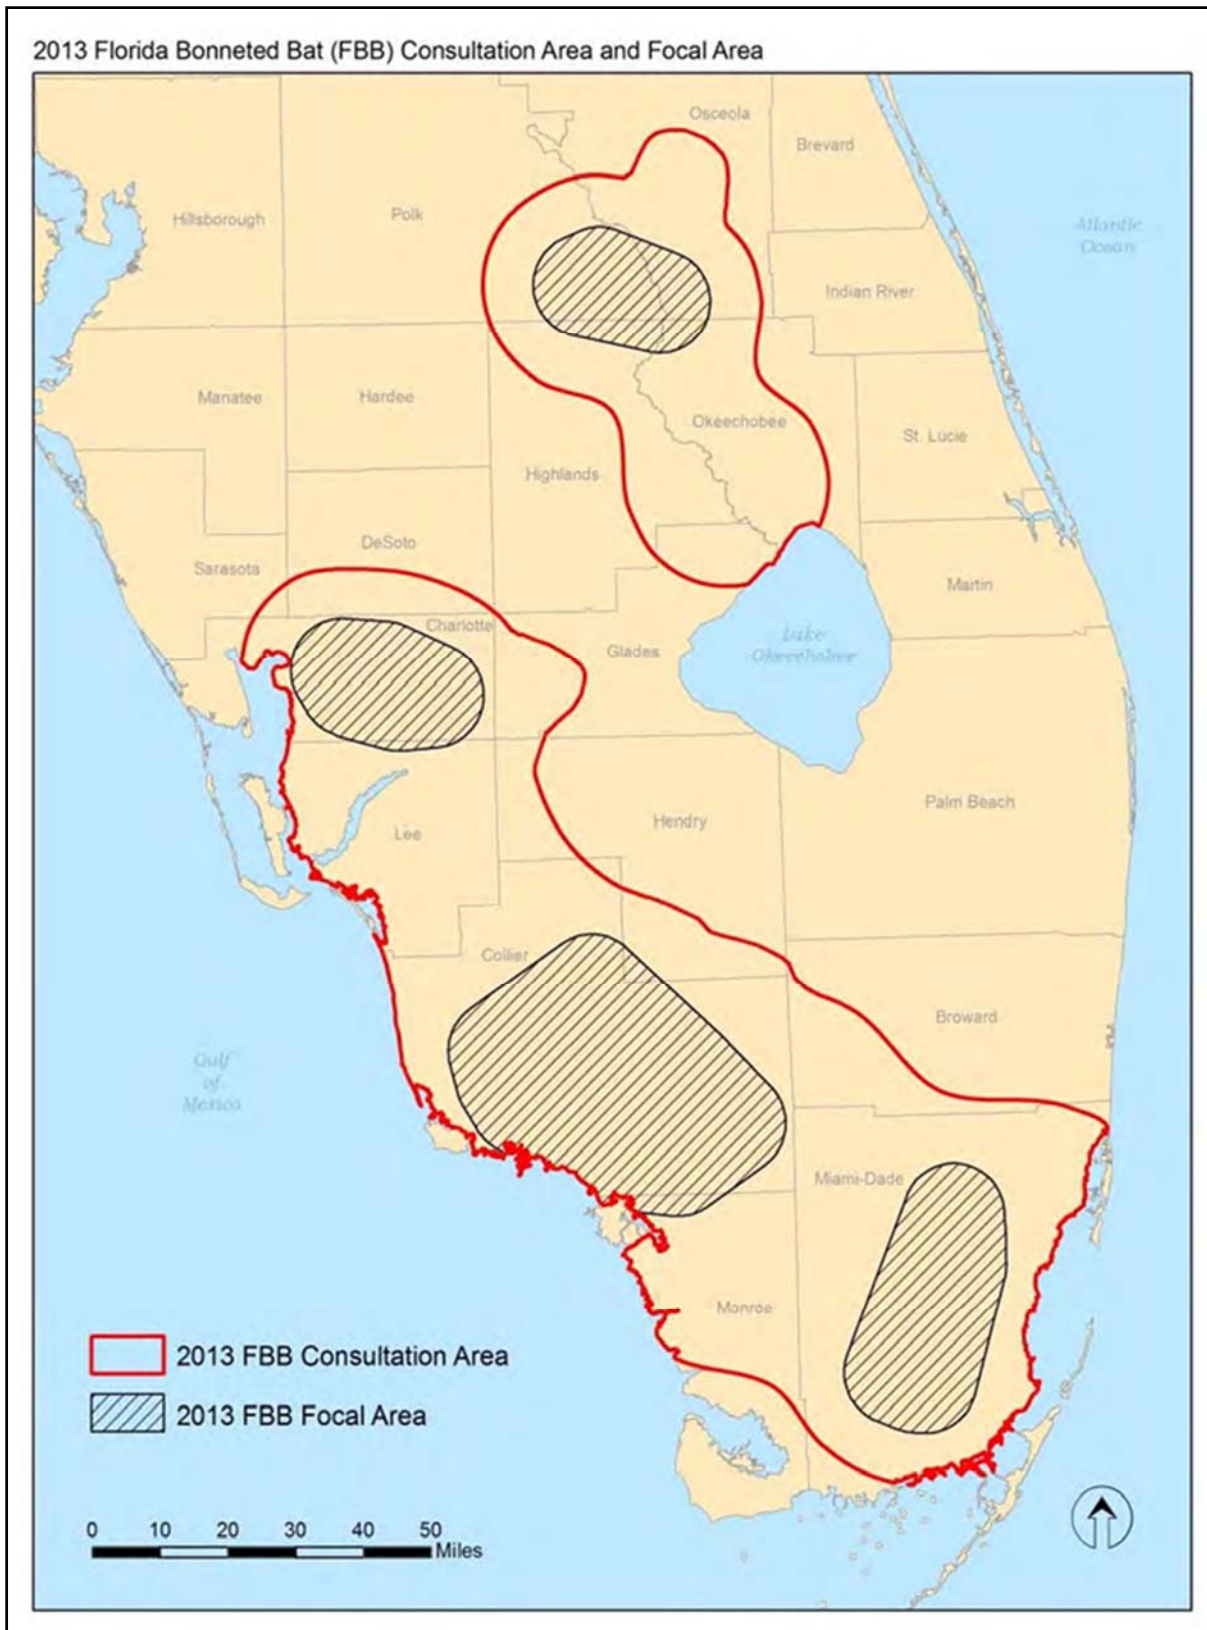 2013 Florida Bonneted Bat (FBB) Consultation Area and Focal Area
Osceola
Brevard
Hillsborough
Polk
Atlantic
Ocean
Indian River
Manatee
Hardee
Okeechobee
St. Lucie
Highlands
DeSoto
Sarasota
Martin
Charlotte
Glades
Lake
Okeechobee
Palm Beach
Hendry
Lee
Collier
Broward
Gulf
of
Mexico
Miami-Dade
Monroe
2013 FBB Consultation Area
2013 FBB Focal Area
0 10 20 30 40 50
Miles